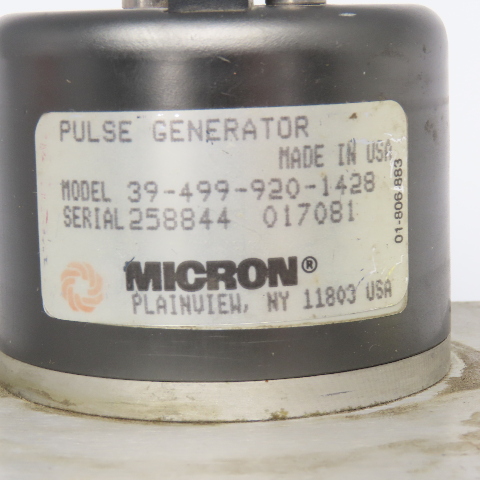 PULSE GENERATOR
MADE IN USA
MODEL 39-499-920-1428
SERIAL 258844 017081
01-806/883
MICRON®
PLAINVIEW, NY 11803 USA